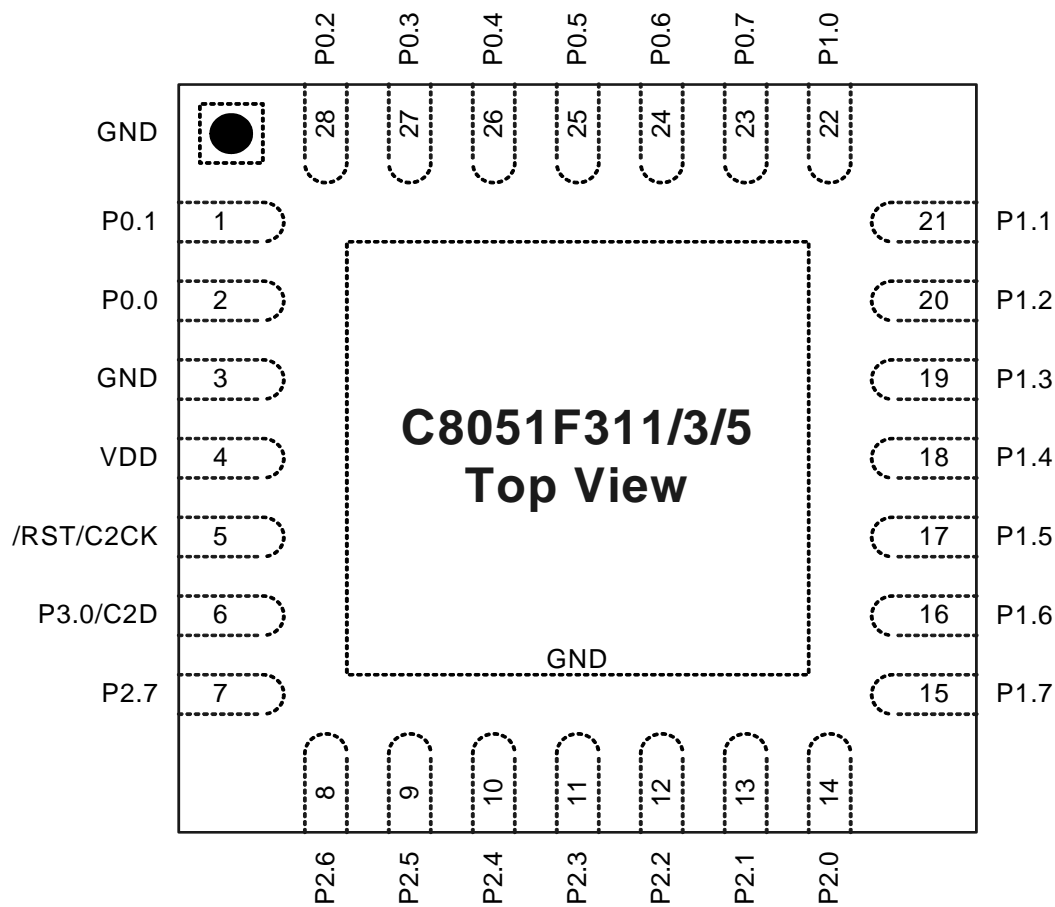 P0.2 P0.3 P0.4 P0.5 P0.6 P0.7 P1.0
28 27 26 25 24 23 22
GND
P0.1 1 21 P1.1
P0.0 2 20 P1.2
GND 3 19 P1.3
C8051F311/3/5
VDD 4 18 P1.4
Top View
/RST/C2CK 5 17 P1.5
P3.0/C2D 6 16 P1.6
GND
P2.7 7 15 P1.7
8 9 10 11 12 13 14
P2.6 P2.5 P2.4 P2.3 P2.2 P2.1 P2.0